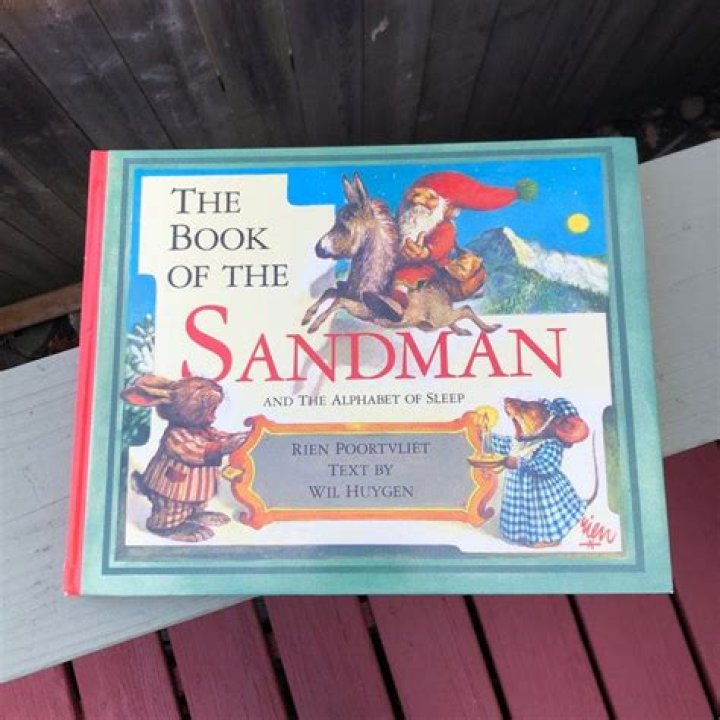 THE
BOOK
OF THE
SANDMAN
AND THE ALPHABET OF SLEEP
RIEN POORTVLIET
TEXT BY
WIL HUYGEN
rien